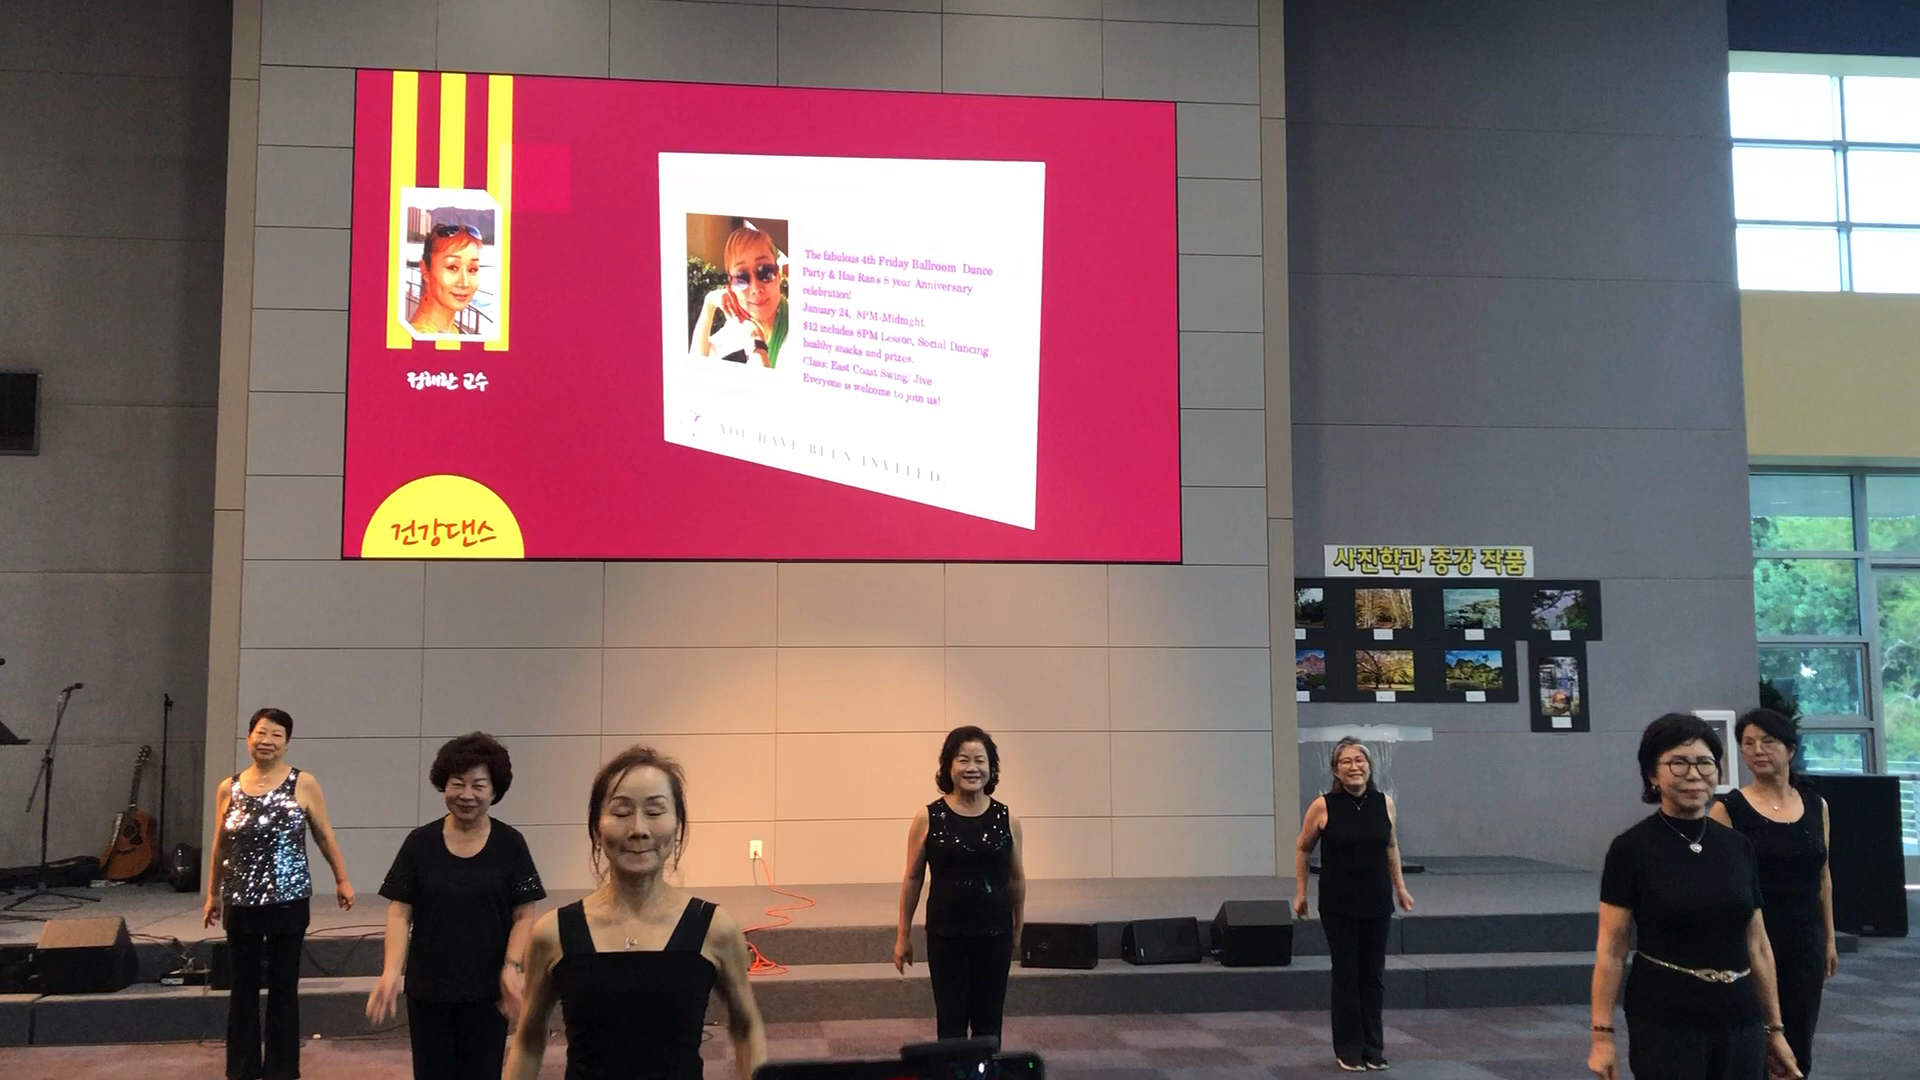 정해란 교수
건강댄스
The fabulous 4th Friday Ballroom Dance
Party & Hae Ran's 8 year Anniversary
celebration!
January 24, 8PM-Midnight
$12 includes 8PM Lesson, Social Dancing,
healthy snacks and prizes.
Class: East Coast Swing/ Jive
Everyone is welcome to join us!
YOU HAVE BEEN INVITED.
사진학과 종강 작품